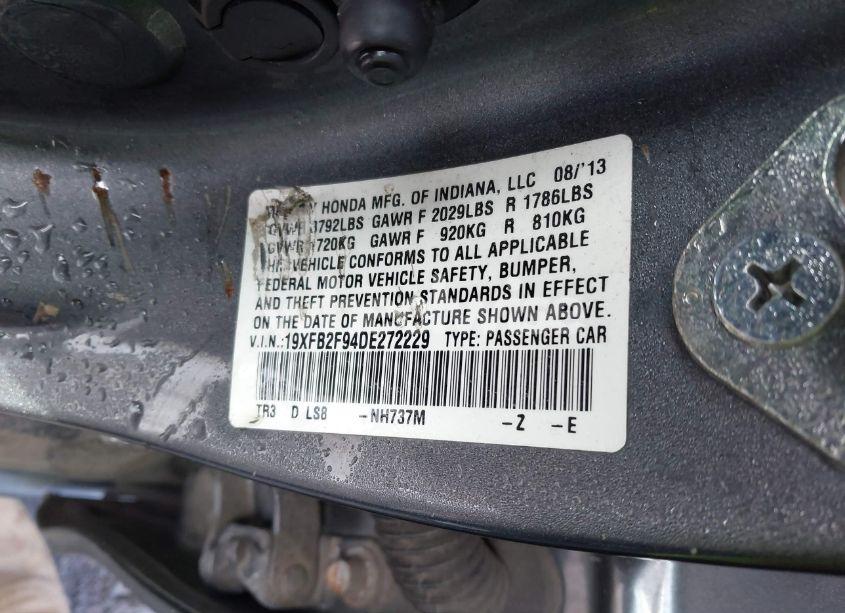 HONDA MFG. OF INDIANA, LLC 08/'13
3792LBS GAWR F 2029LBS R 1786LBS
1720KG GAWR F 920KG R 810KG
VEHICLE CONFORMS TO ALL APPLICABLE
FEDERAL MOTOR VEHICLE SAFETY, BUMPER,
AND THEFT PREVENTION STANDARDS IN EFFECT
ON THE DATE OF MANUFACTURE SHOWN ABOVE.
V.I.N.:19XFB2F94DE272229 TYPE: PASSENGER CAR
TR3 D LS8 -NH737M -Z -E